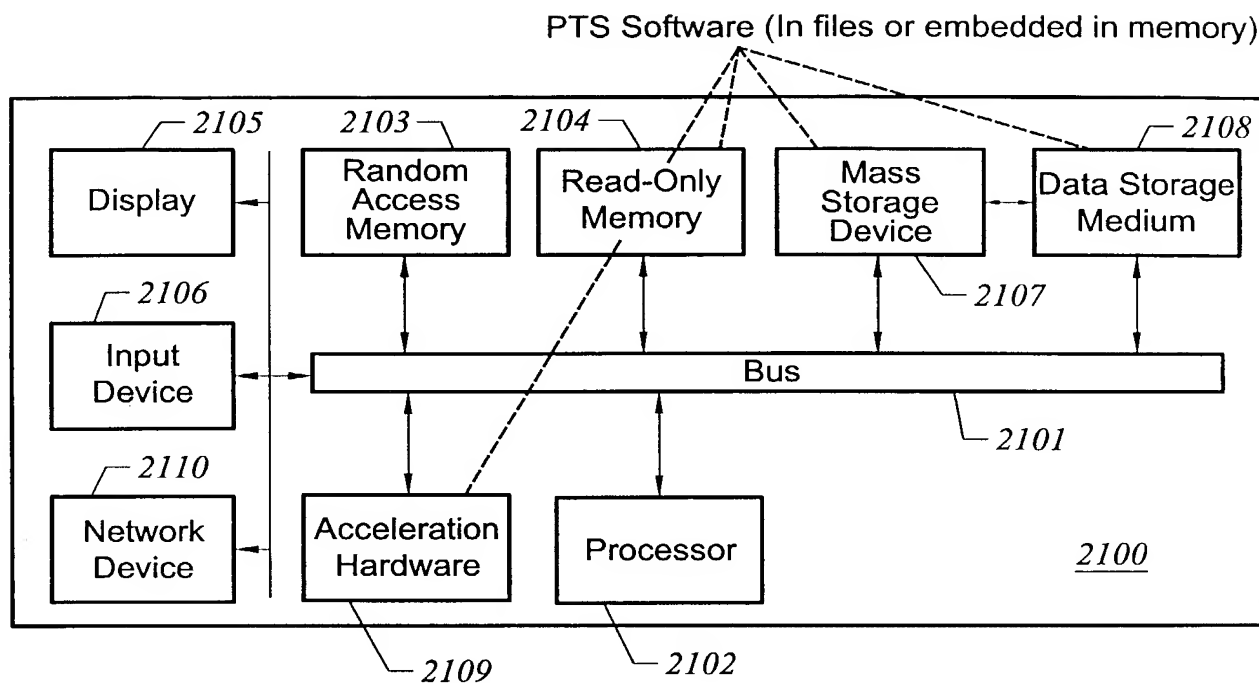 PTS Software (In files or embedded in memory)
2105
2103
2104
2108
Display
Random
Access
Memory
Read-Only
Memory
Mass
Storage
Device
Data Storage
Medium
2106
2107
Input
Device
Bus
2101
2110
Network
Device
Acceleration
Hardware
Processor
2100
2109
2102